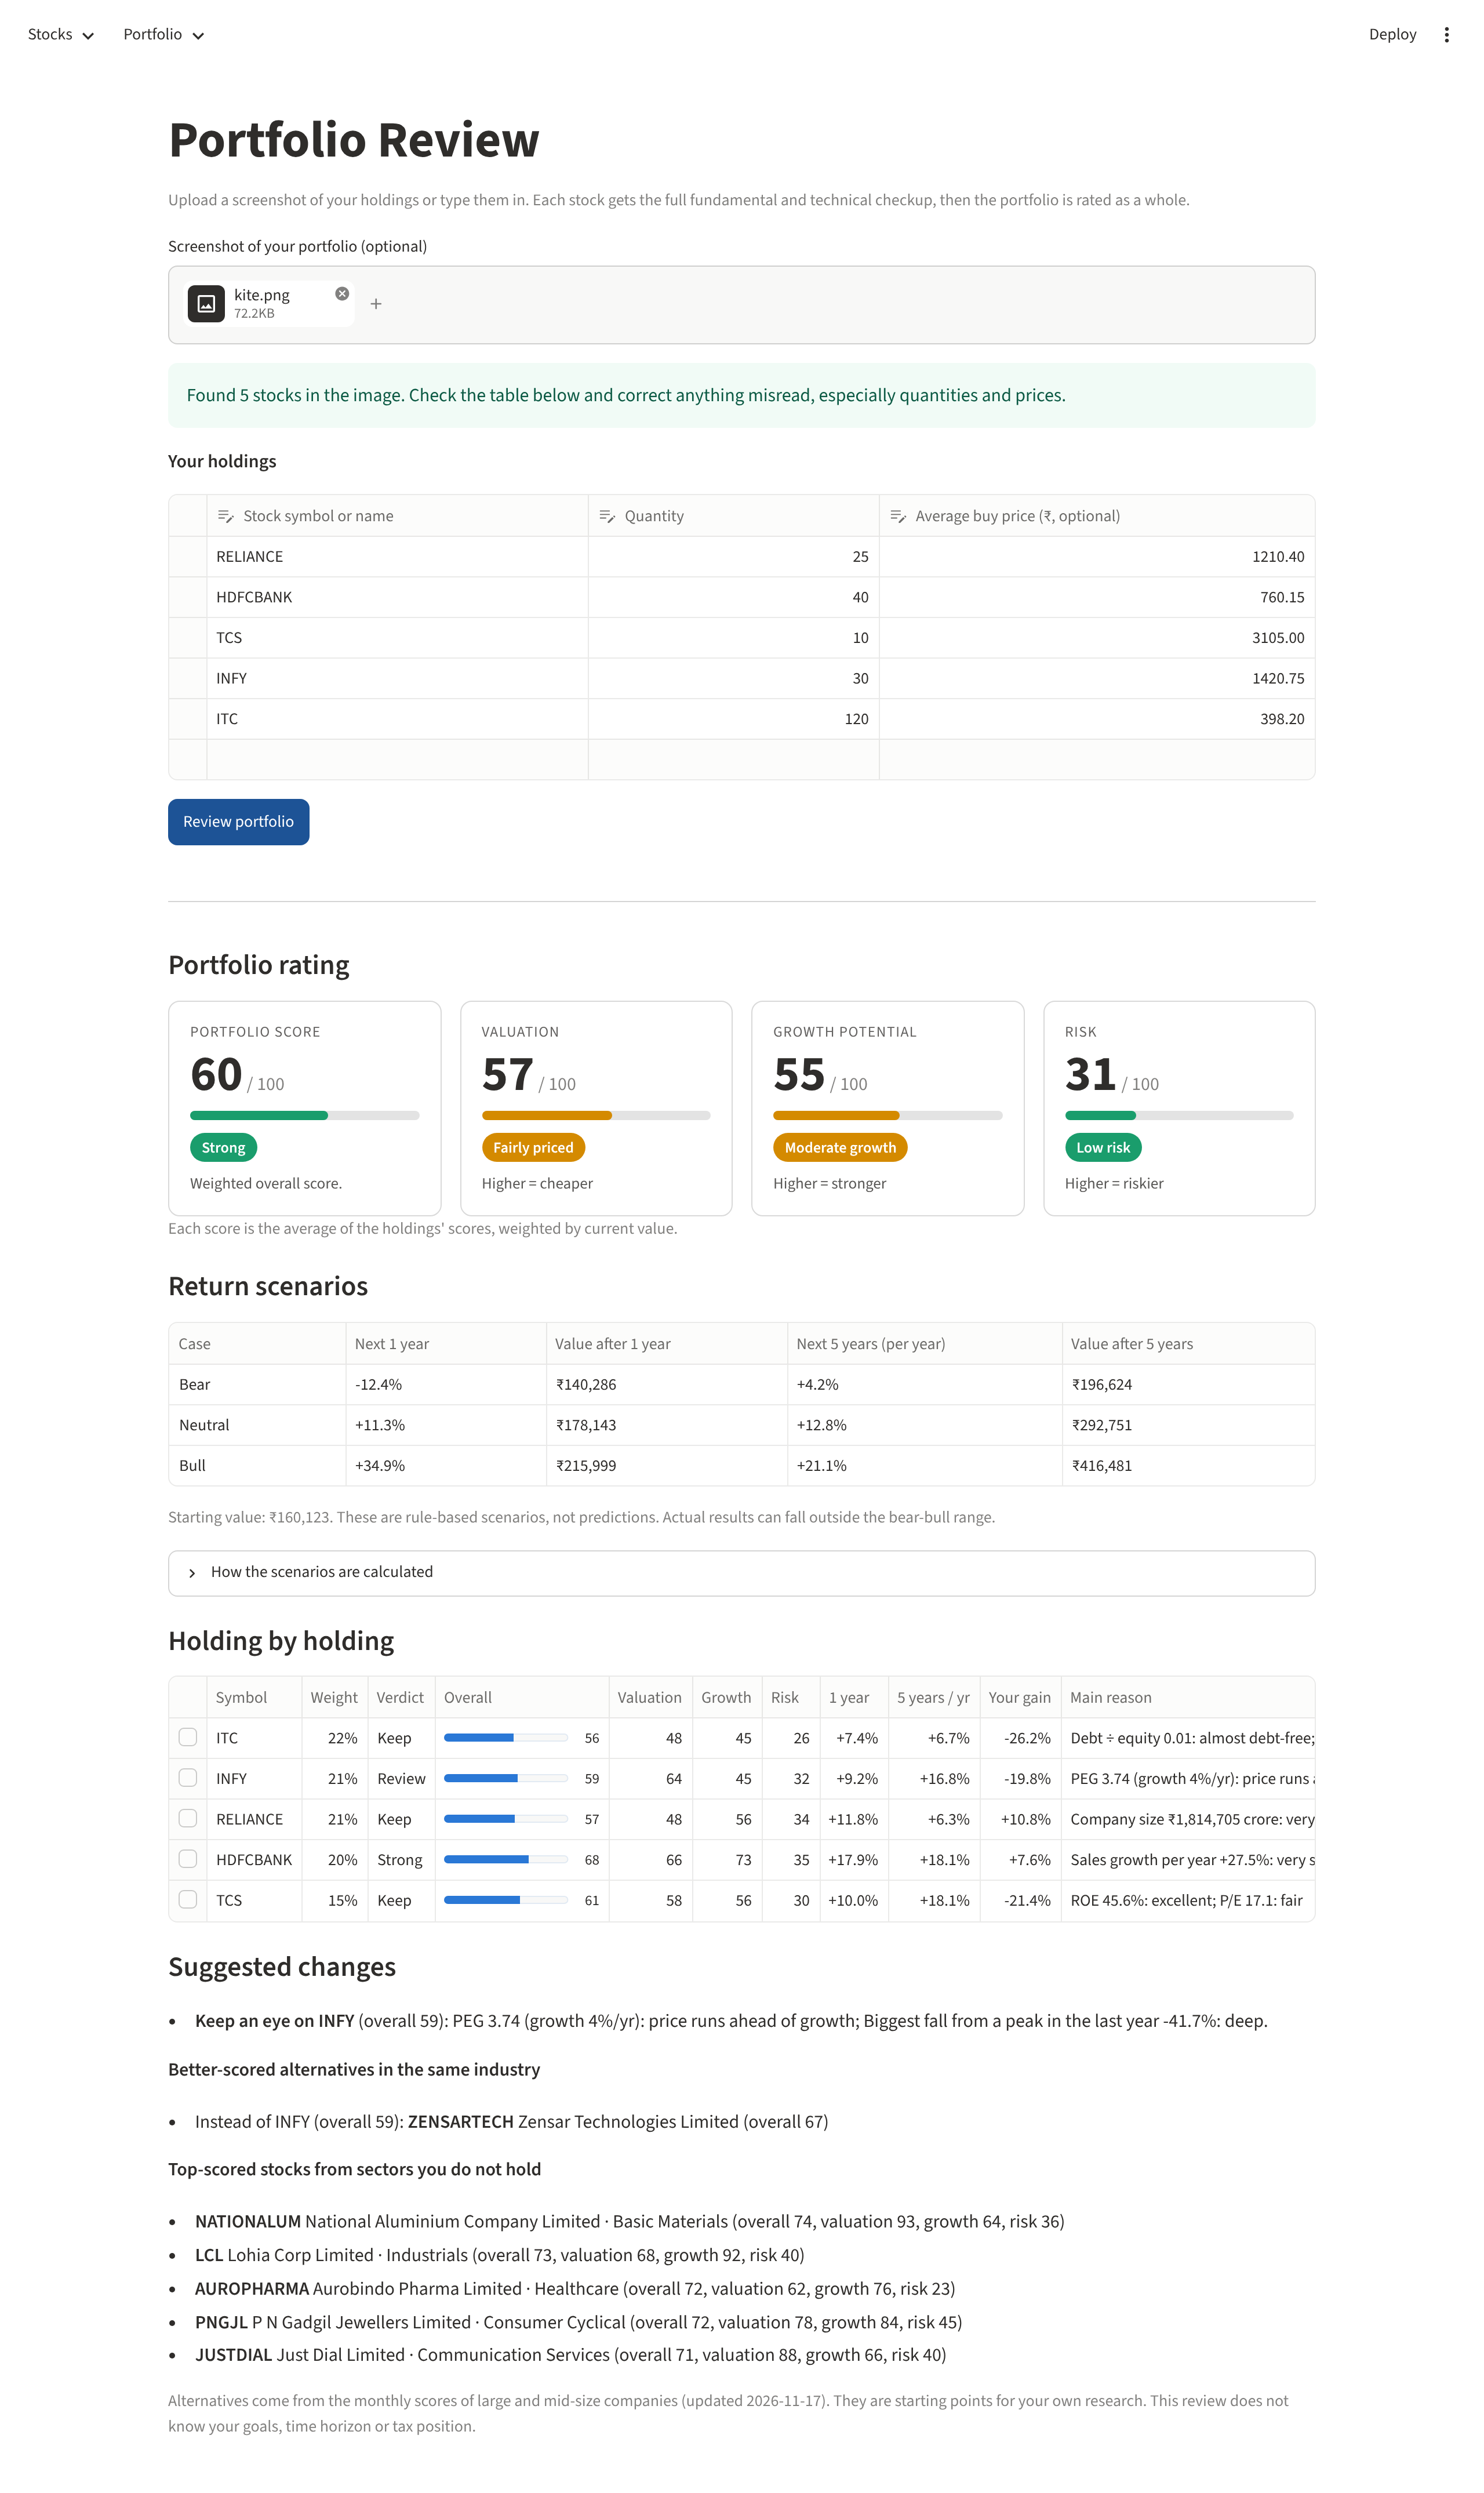 Stocks Portfolio Deploy
Portfolio Review
Upload a screenshot of your holdings or type them in. Each stock gets the full fundamental and technical checkup, then the portfolio is rated as a whole.
Screenshot of your portfolio (optional)
kite.png
72.2KB
Found 5 stocks in the image. Check the table below and correct anything misread, especially quantities and prices.
Your holdings
Stock symbol or name Quantity Average buy price (₹, optional)
RELIANCE 25 1210.40
HDFCBANK 40 760.15
TCS 10 3105.00
INFY 30 1420.75
ITC 120 398.20
Review portfolio
Portfolio rating
PORTFOLIO SCORE VALUATION GROWTH POTENTIAL RISK
60 / 100 57 / 100 55 / 100 31 / 100
Strong Fairly priced Moderate growth Low risk
Weighted overall score. Higher = cheaper Higher = stronger Higher = riskier
Each score is the average of the holdings' scores, weighted by current value.
Return scenarios
Case Next 1 year Value after 1 year Next 5 years (per year) Value after 5 years
Bear -12.4% ₹140,286 +4.2% ₹196,624
Neutral +11.3% ₹178,143 +12.8% ₹292,751
Bull +34.9% ₹215,999 +21.1% ₹416,481
Starting value: ₹160,123. These are rule-based scenarios, not predictions. Actual results can fall outside the bear-bull range.
How the scenarios are calculated
Holding by holding
Symbol Weight Verdict Overall Valuation Growth Risk 1 year 5 years / yr Your gain Main reason
ITC 22% Keep 56 48 45 26 +7.4% +6.7% -26.2% Debt ÷ equity 0.01: almost debt-free;
INFY 21% Review 59 64 45 32 +9.2% +16.8% -19.8% PEG 3.74 (growth 4%/yr): price runs
RELIANCE 21% Keep 57 48 56 34 +11.8% +6.3% +10.8% Company size ₹1,814,705 crore: very
HDFCBANK 20% Strong 68 66 73 35 +17.9% +18.1% +7.6% Sales growth per year +27.5%: very s
TCS 15% Keep 61 58 56 30 +10.0% +18.1% -21.4% ROE 45.6%: excellent; P/E 17.1: fair
Suggested changes
• Keep an eye on INFY (overall 59): PEG 3.74 (growth 4%/yr): price runs ahead of growth; Biggest fall from a peak in the last year -41.7%: deep.
Better-scored alternatives in the same industry
• Instead of INFY (overall 59): ZENSARTECH Zensar Technologies Limited (overall 67)
Top-scored stocks from sectors you do not hold
• NATIONALUM National Aluminium Company Limited · Basic Materials (overall 74, valuation 93, growth 64, risk 36)
• LCL Lohia Corp Limited · Industrials (overall 73, valuation 68, growth 92, risk 40)
• AUROPHARMA Aurobindo Pharma Limited · Healthcare (overall 72, valuation 62, growth 76, risk 23)
• PNGJL P N Gadgil Jewellers Limited · Consumer Cyclical (overall 72, valuation 78, growth 84, risk 45)
• JUSTDIAL Just Dial Limited · Communication Services (overall 71, valuation 88, growth 66, risk 40)
Alternatives come from the monthly scores of large and mid-size companies (updated 2026-11-17). They are starting points for your own research. This review does not
know your goals, time horizon or tax position.